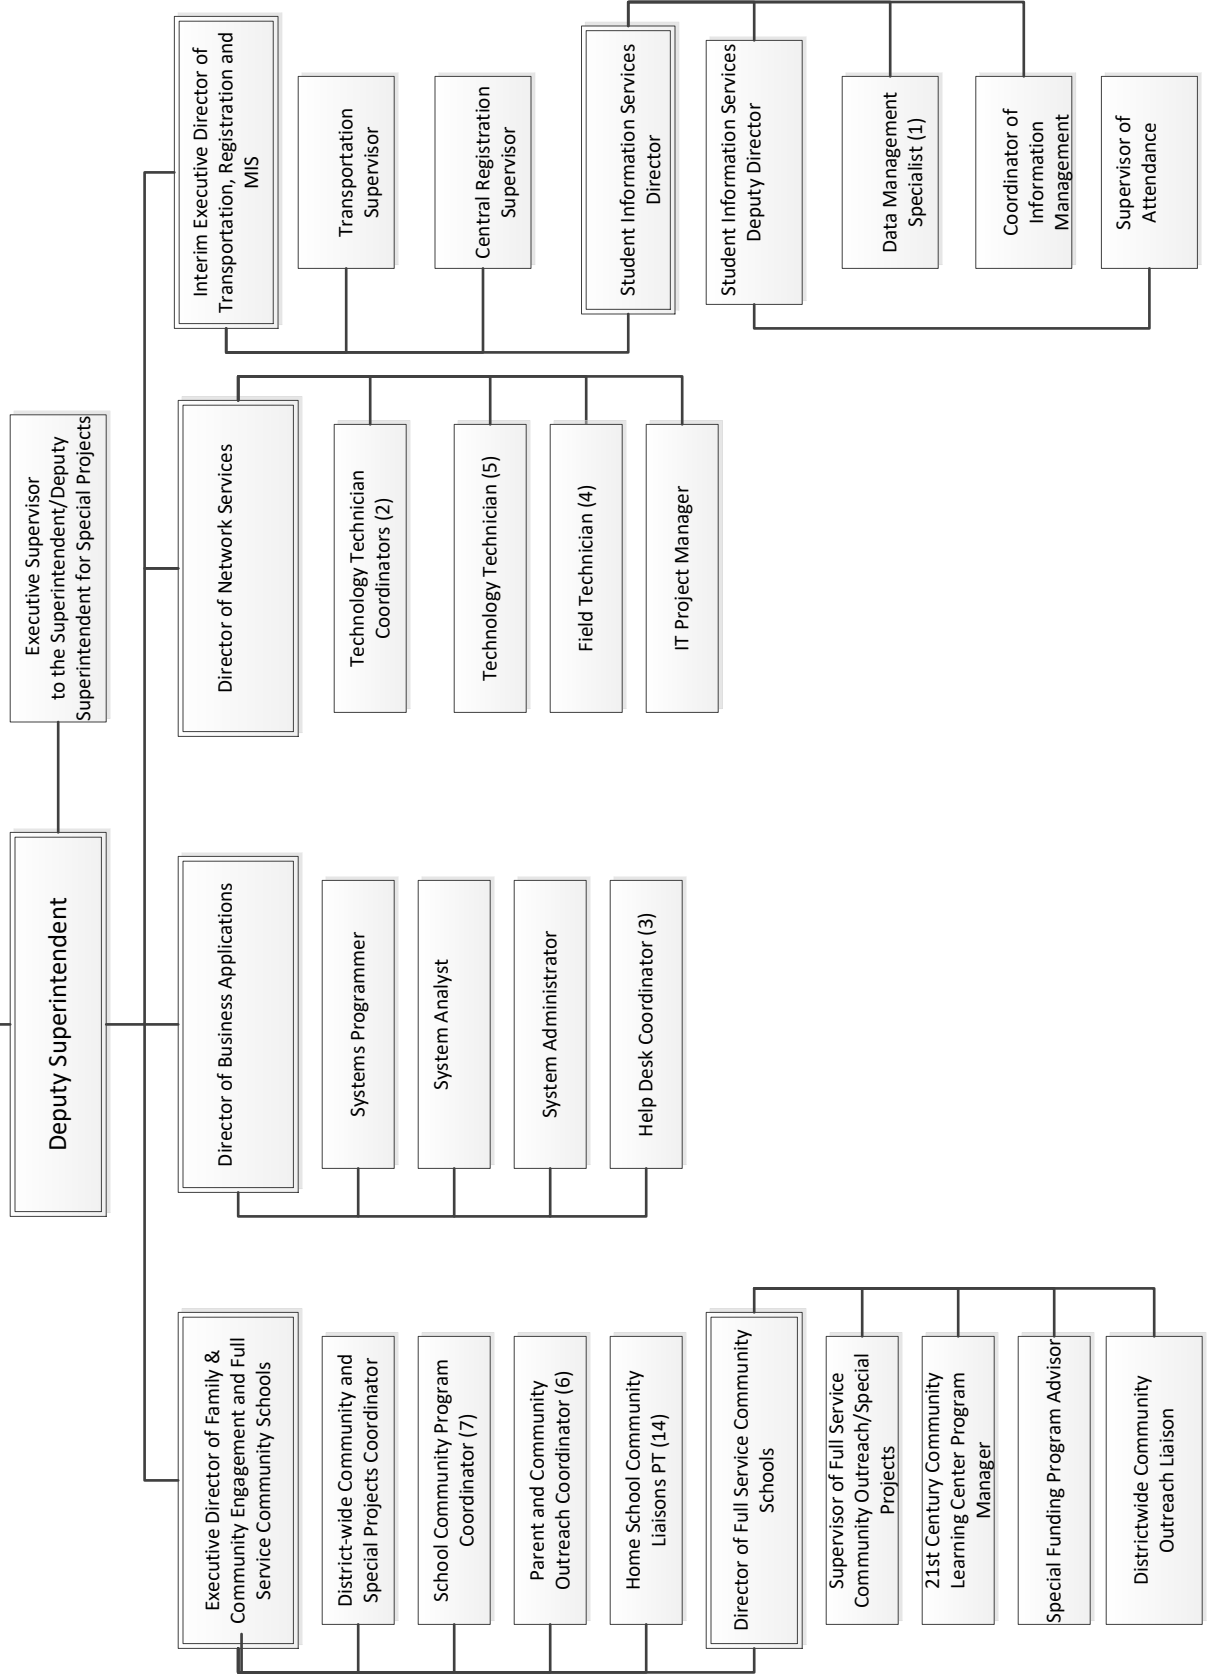 Deputy Superintendent
Executive Supervisor
to the Superintendent/Deputy
Superintendent for Special Projects
Executive Director of Family &
Community Engagement and Full
Service Community Schools
District-wide Community and
Special Projects Coordinator
School Community Program
Coordinator (7)
Parent and Community
Outreach Coordinator (6)
Home School Community
Liaisons PT (14)
Director of Full Service Community
Schools
Supervisor of Full Service
Community Outreach/Special
Projects
21st Century Community
Learning Center Program
Manager
Special Funding Program Advisor
Districtwide Community
Outreach Liaison
Director of Business Applications
Systems Programmer
System Analyst
System Administrator
Help Desk Coordinator (3)
Director of Network Services
Technology Technician
Coordinators (2)
Technology Technician (5)
Field Technician (4)
IT Project Manager
Interim Executive Director of
Transportation, Registration and
MIS
Transportation
Supervisor
Central Registration
Supervisor
Student Information Services
Director
Student Information Services
Deputy Director
Data Management
Specialist (1)
Coordinator of
Information
Management
Supervisor of
Attendance